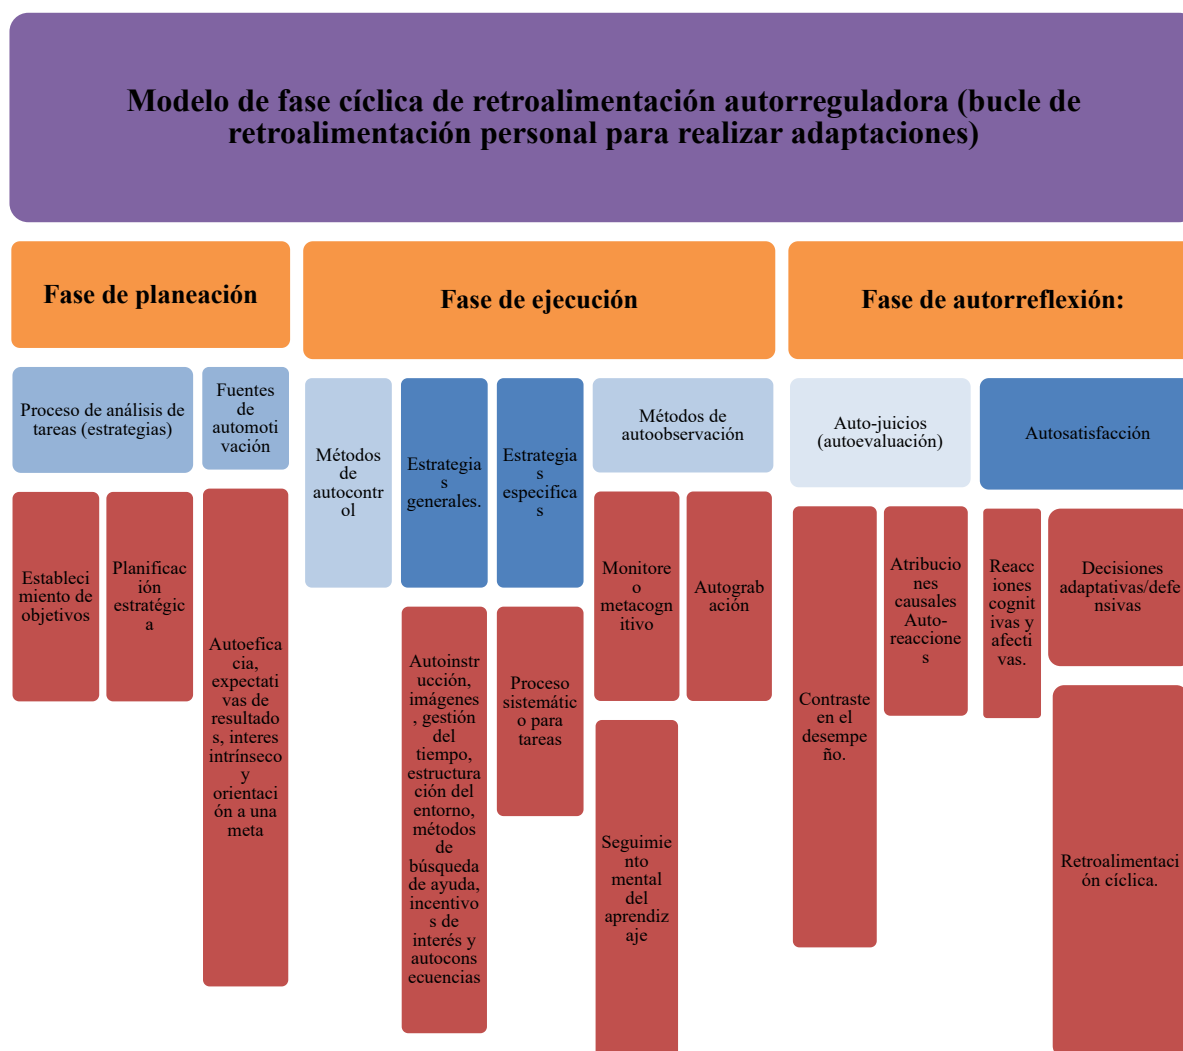 Modelo de fase cíclica de retroalimentación autorreguladora (bucle de
retroalimentación personal para realizar adaptaciones)
Fase de planeación
Fase de ejecución
Fase de autorreflexión:
Proceso de análisis de
tareas (estrategias)
Fuentes
de
automoti
vación
Métodos
de
autocontr
ol
Estrategia
s
generales.
Estrategia
s
especifica
s
Métodos de
autoobservación
Auto-juicios
(autoevaluación)
Autosatisfacción
Estableci
miento de
objetivos
Planificac
ión
estratégic
a
Autoefica
cia,
expectati
vas de
resultado
s, interes
intrínseco
y
orientaci
ón a una
meta
Autoinstr
ucción,
imágenes
, gestión
del
tiempo,
estructura
ción del
entorno,
métodos
de
búsqueda
de ayuda,
incentivo
s de
interés y
autocons
ecuencias
Proceso
sistemátic
o para
tareas
Monitore
o
metacogn
itivo
Autograb
ación
Seguimie
nto
mental
del
aprendiz
aje
Contraste
en el
desempe
ño.
Atribucio
nes
causales
Auto-
reaccione
s
Reacc
iones
cognit
ivas y
afecti
vas.
Decisiones
adaptativas/defe
nsivas
Retroalimentaci
ón cíclica.